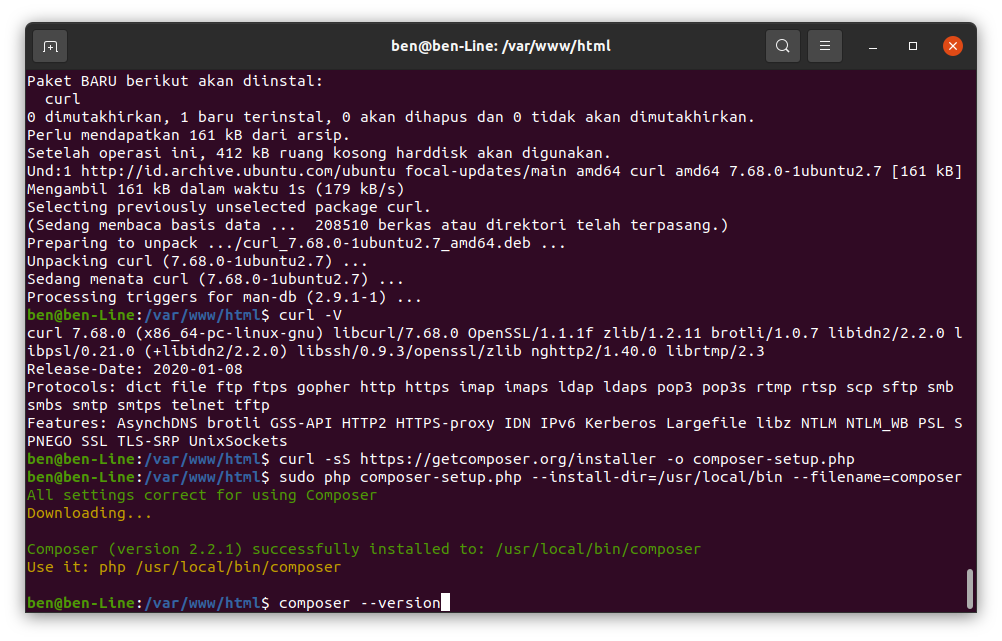 ben@ben-Line: /var/www/html
Paket BARU berikut akan diinstal:
  curl
0 dimutakhirkan, 1 baru terinstal, 0 akan dihapus dan 0 tidak akan dimutakhirkan.
Perlu mendapatkan 161 kB dari arsip.
Setelah operasi ini, 412 kB ruang kosong harddisk akan digunakan.
Und:1 http://id.archive.ubuntu.com/ubuntu focal-updates/main amd64 curl amd64 7.68.0-1ubuntu2.7 [161 kB]
Mengambil 161 kB dalam waktu 1s (179 kB/s)
Selecting previously unselected package curl.
(Sedang membaca basis data ...  208510 berkas atau direktori telah terpasang.)
Preparing to unpack .../curl_7.68.0-1ubuntu2.7_amd64.deb ...
Unpacking curl (7.68.0-1ubuntu2.7) ...
Sedang menata curl (7.68.0-1ubuntu2.7) ...
Processing triggers for man-db (2.9.1-1) ...
ben@ben-Line:/var/www/html$ curl -V
curl 7.68.0 (x86_64-pc-linux-gnu) libcurl/7.68.0 OpenSSL/1.1.1f zlib/1.2.11 brotli/1.0.7 libidn2/2.2.0 l
ibpsl/0.21.0 (+libidn2/2.2.0) libssh/0.9.3/openssl/zlib nghttp2/1.40.0 librtmp/2.3
Release-Date: 2020-01-08
Protocols: dict file ftp ftps gopher http https imap imaps ldap ldaps pop3 pop3s rtmp rtsp scp sftp smb
smbs smtp smtps telnet tftp
Features: AsynchDNS brotli GSS-API HTTP2 HTTPS-proxy IDN IPv6 Kerberos Largefile libz NTLM NTLM_WB PSL S
PNEGO SSL TLS-SRP UnixSockets
ben@ben-Line:/var/www/html$ curl -sS https://getcomposer.org/installer -o composer-setup.php
ben@ben-Line:/var/www/html$ sudo php composer-setup.php --install-dir=/usr/local/bin --filename=composer
All settings correct for using Composer
Downloading...

Composer (version 2.2.1) successfully installed to: /usr/local/bin/composer
Use it: php /usr/local/bin/composer

ben@ben-Line:/var/www/html$ composer --version